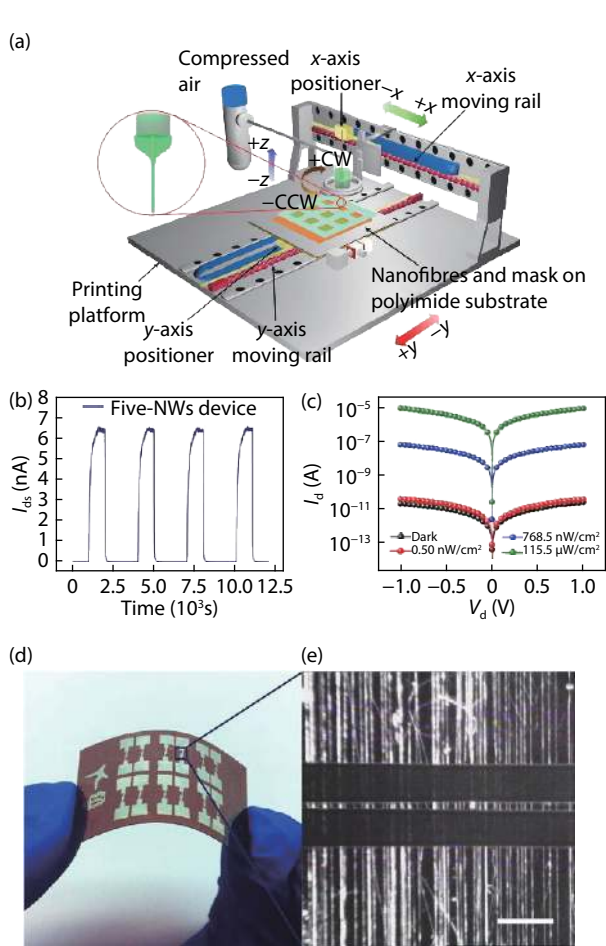 (a)
Compressed
air
x-axis
positioner
−x
+x
x-axis
moving rail
+z
−z
+CW
−CCW
Printing
platform
y-axis
positioner
y-axis
moving rail
Nanofibres and mask on
polyimide substrate
+y
−y
(b)
8
7
6
5
4
3
2
1
0
Five-NWs device
I_ds (nA)
0 2.5 5.0 7.5 10.0 12.5
Time (10³s)
(c)
10⁻⁵
10⁻⁷
10⁻⁹
10⁻¹¹
10⁻¹³
I_d (A)
Dark
768.5 nW/cm²
0.50 nW/cm²
115.5 μW/cm²
−1.0 −0.5 0 0.5 1.0
V_d (V)
(d)
(e)